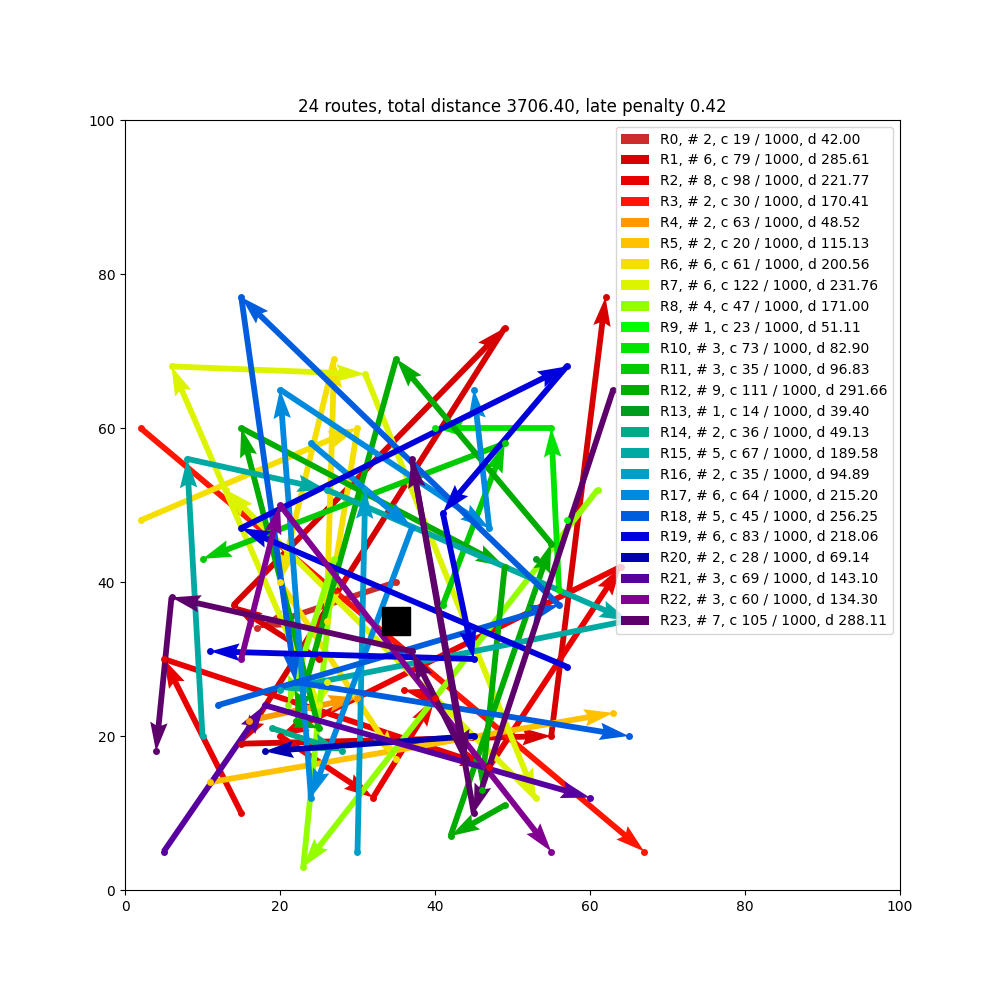 24 routes, total distance 3706.40, late penalty 0.42
100
80
60
40
20
0
0 20 40 60 80 100
R0, # 2, c 19 / 1000, d 42.00
R1, # 6, c 79 / 1000, d 285.61
R2, # 8, c 98 / 1000, d 221.77
R3, # 2, c 30 / 1000, d 170.41
R4, # 2, c 63 / 1000, d 48.52
R5, # 2, c 20 / 1000, d 115.13
R6, # 6, c 61 / 1000, d 200.56
R7, # 6, c 122 / 1000, d 231.76
R8, # 4, c 47 / 1000, d 171.00
R9, # 1, c 23 / 1000, d 51.11
R10, # 3, c 73 / 1000, d 82.90
R11, # 3, c 35 / 1000, d 96.83
R12, # 9, c 111 / 1000, d 291.66
R13, # 1, c 14 / 1000, d 39.40
R14, # 2, c 36 / 1000, d 49.13
R15, # 5, c 67 / 1000, d 189.58
R16, # 2, c 35 / 1000, d 94.89
R17, # 6, c 64 / 1000, d 215.20
R18, # 5, c 45 / 1000, d 256.25
R19, # 6, c 83 / 1000, d 218.06
R20, # 2, c 28 / 1000, d 69.14
R21, # 3, c 69 / 1000, d 143.10
R22, # 3, c 60 / 1000, d 134.30
R23, # 7, c 105 / 1000, d 288.11